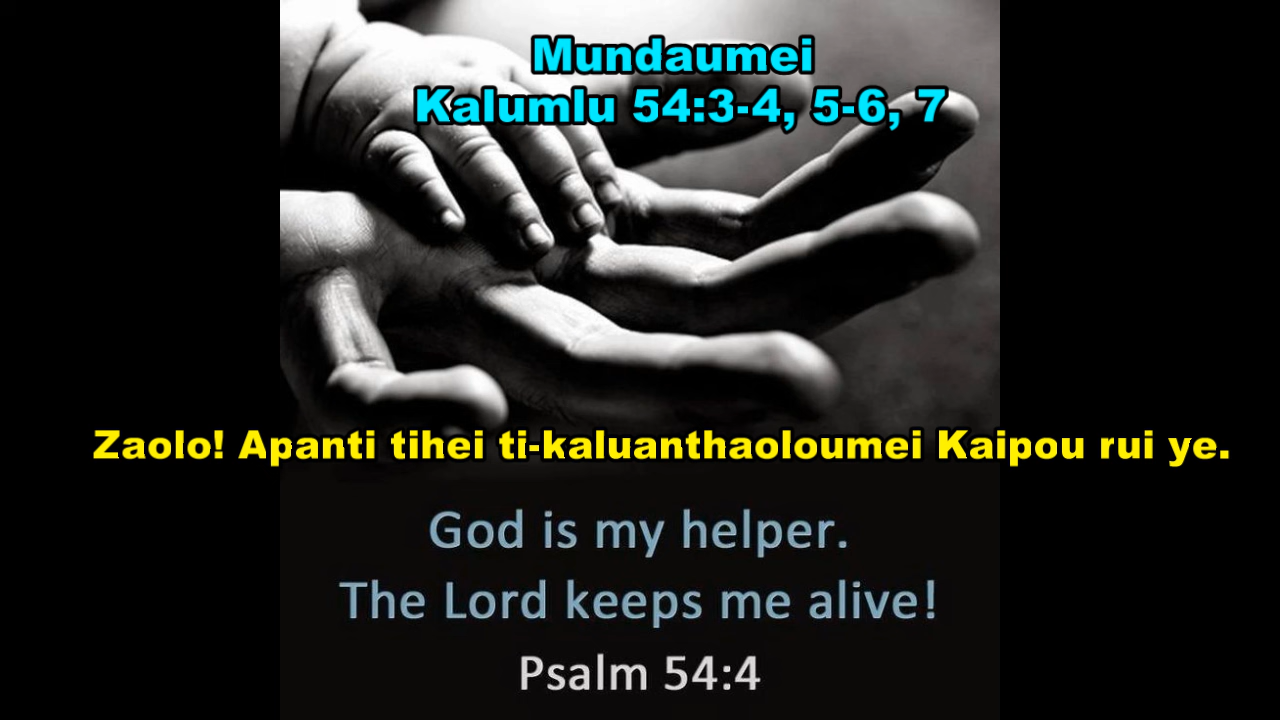 Mundaumei
Kalumlu 54:3-4, 5-6, 7
Zaolo! Apanti tihei ti-kaluanthaoloumei Kaipou rui ye.
God is my helper.
The Lord keeps me alive!
Psalm 54:4